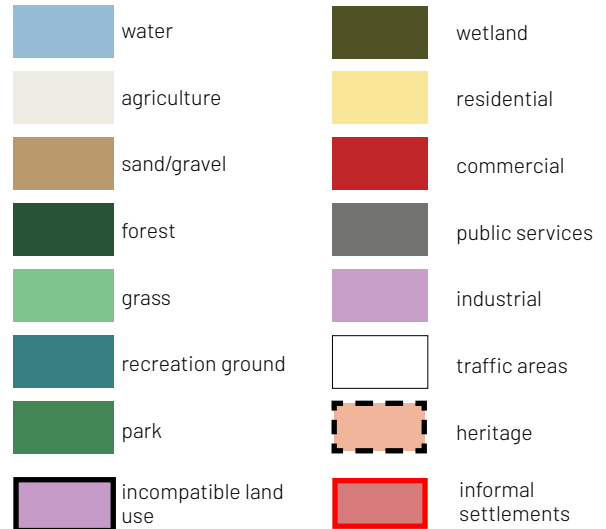 water
wetland
agriculture
residential
sand/gravel
commercial
forest
public services
grass
industrial
recreation ground
traffic areas
park
heritage
incompatible land
use
informal
settlements